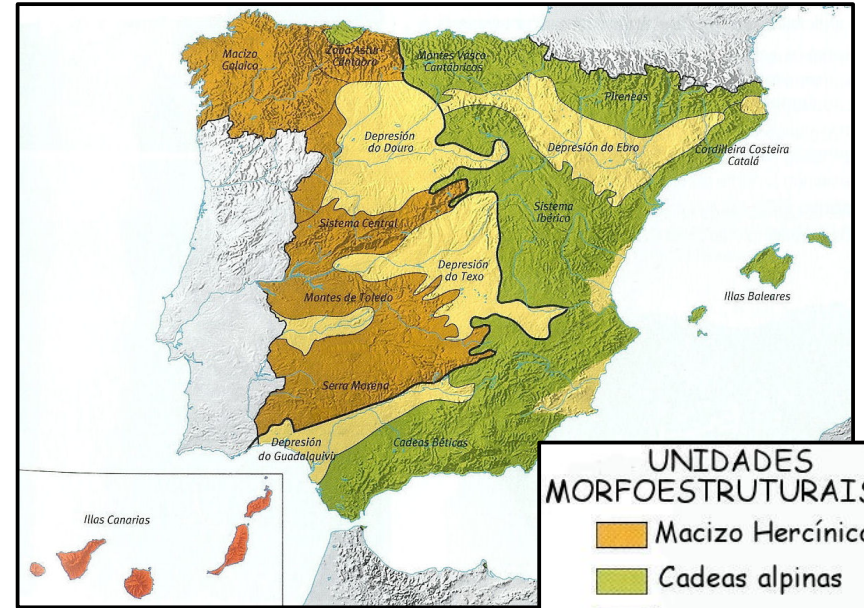 Macizo
Galaico
Zona Astur
Cántabra
Montes Vasco
Cantábricos
Pireneos
Depresión
do Douro
Depresión do Ebro
Cordilleira Costeira
Catalá
Sistema Central
Sistema
Ibérico
Depresión
do Texo
Montes de Toledo
Illas Baleares
Serra Morena
Depresión
do Guadalquivir
Cadeas Béticas
Illas Canarias
UNIDADES
MORFOESTRUTURAIS
Macizo Hercínico
Cadeas alpinas